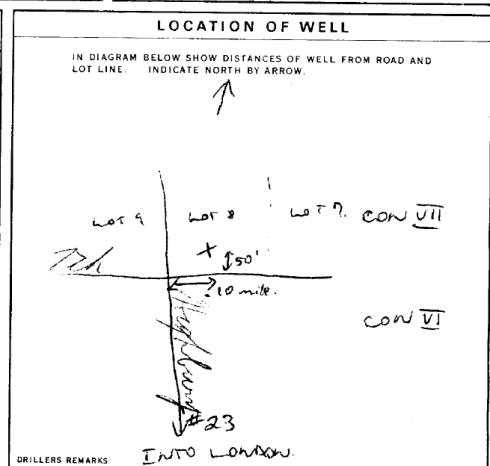 LOCATION OF WELL
IN DIAGRAM BELOW SHOW DISTANCES OF WELL FROM ROAD AND
LOT LINE. INDICATE NORTH BY ARROW.
LOT 9 LOT 8 LOT 7. CON VII
X 50'
.10 mile.
CON VI
Highbury
#23
INTO LONDON.
DRILLERS REMARKS